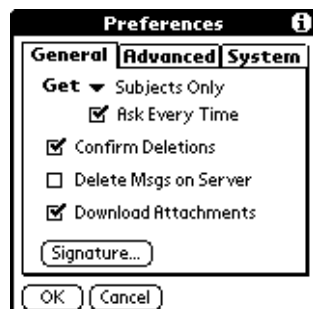 Preferences
General Advanced System
Get Subjects Only
Ask Every Time
Confirm Deletions
Delete Msgs on Server
Download Attachments
Signature...
OK Cancel